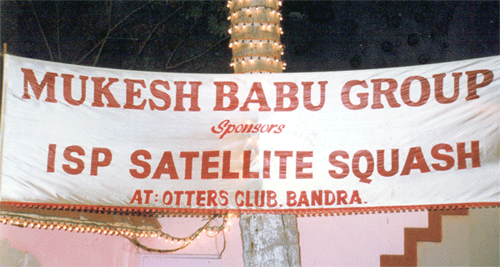 MUKESH BABU GROUP
Sponsors
ISP SATELLITE SQUASH
AT: OTTERS CLUB, BANDRA.